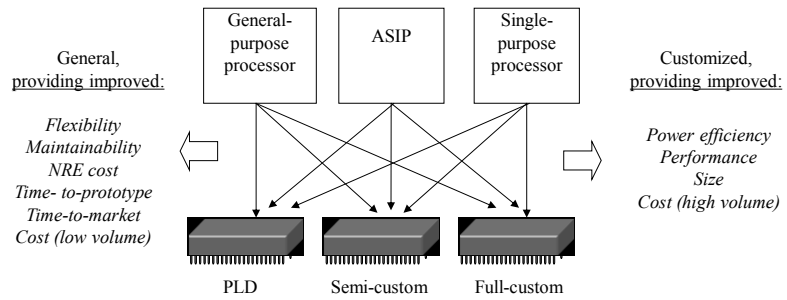 General-
purpose
processor
ASIP
Single-
purpose
processor
General,
providing improved:
Flexibility
Maintainability
NRE cost
Time- to-prototype
Time-to-market
Cost (low volume)
Customized,
providing improved:
Power efficiency
Performance
Size
Cost (high volume)
PLD
Semi-custom
Full-custom